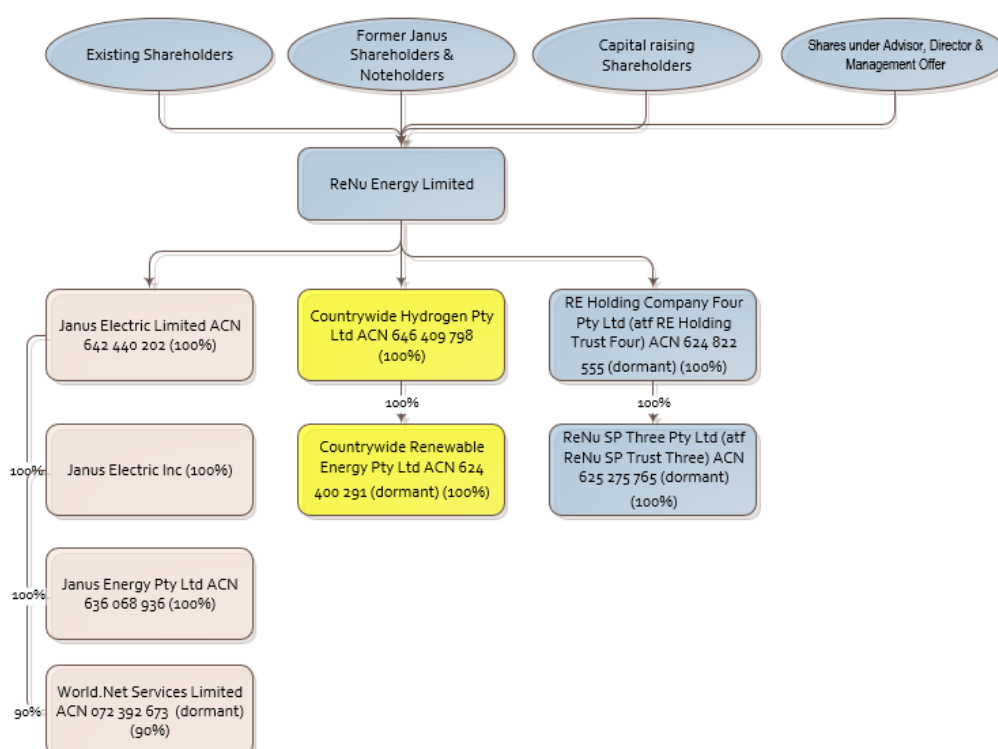 Existing Shareholders
Former Janus
Shareholders &
Noteholders
Capital raising
Shareholders
Shares under Advisor, Director &
Management Offer
ReNu Energy Limited
Janus Electric Limited ACN
642 440 202 (100%)
Countrywide Hydrogen Pty
Ltd ACN 646 409 798
(100%)
RE Holding Company Four
Pty Ltd (atf RE Holding
Trust Four) ACN 624 822
555 (dormant) (100%)
100%
100%
100%
Janus Electric Inc (100%)
Countrywide Renewable
Energy Pty Ltd ACN 624
400 291 (dormant) (100%)
ReNu SP Three Pty Ltd (atf
ReNu SP Trust Three) ACN
625 275 765 (dormant)
(100%)
100%
Janus Energy Pty Ltd ACN
636 068 936 (100%)
90%
World.Net Services Limited
ACN 072 392 673 (dormant)
(90%)